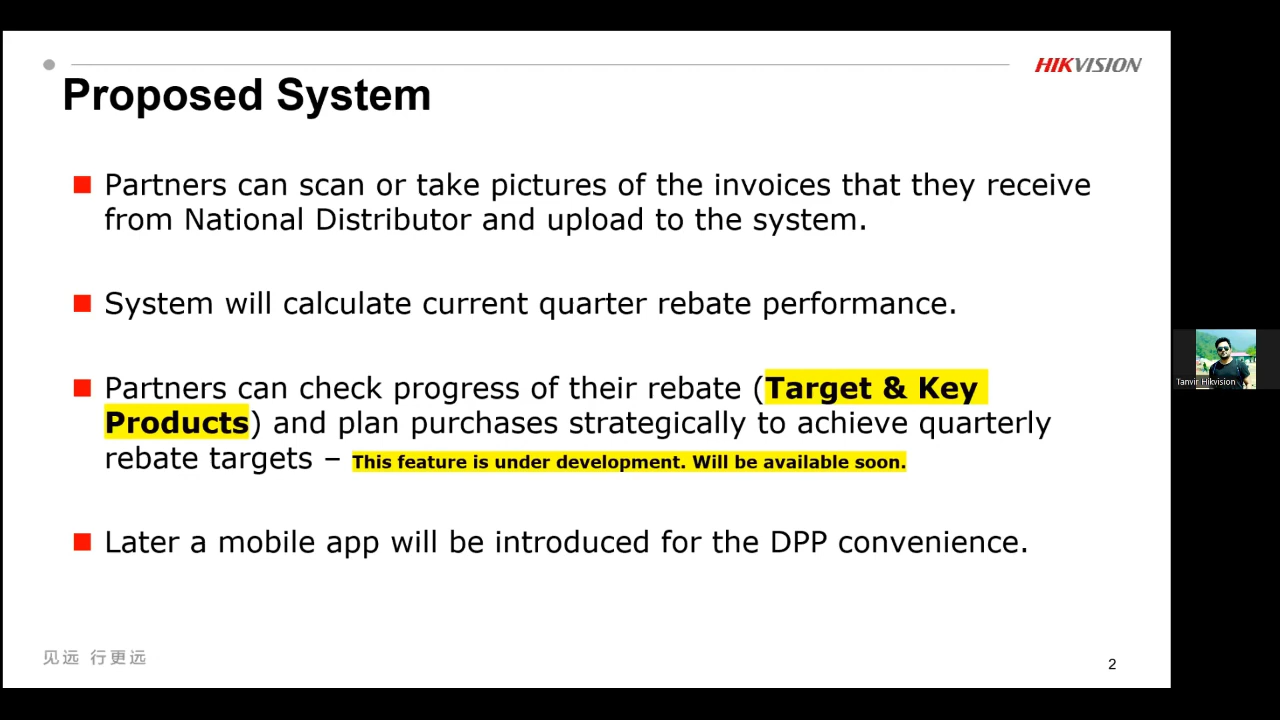 HIKVISION
Proposed System
Partners can scan or take pictures of the invoices that they receive
from National Distributor and upload to the system.
System will calculate current quarter rebate performance.
Partners can check progress of their rebate (Target & Key
Products) and plan purchases strategically to achieve quarterly
rebate targets – This feature is under development. Will be available soon.
Tanvir Hikvision
Later a mobile app will be introduced for the DPP convenience.
见远 行更远
2